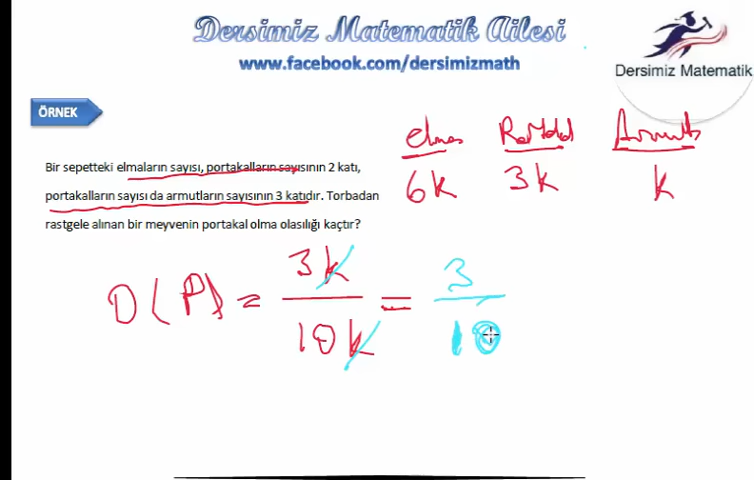 Dersimiz Matematik Ailesi
www.facebook.com/dersimizmath
Dersimiz Matematik
ÖRNEK
Bir sepetteki elmaların sayısı, portakalların sayısının 2 katı,
portakalların sayısı da armutların sayısının 3 katıdır. Torbadan
rastgele alınan bir meyvenin portakal olma olasılığı kaçtır?
6k 3k k
O(P) = 3k/10k = 3/10